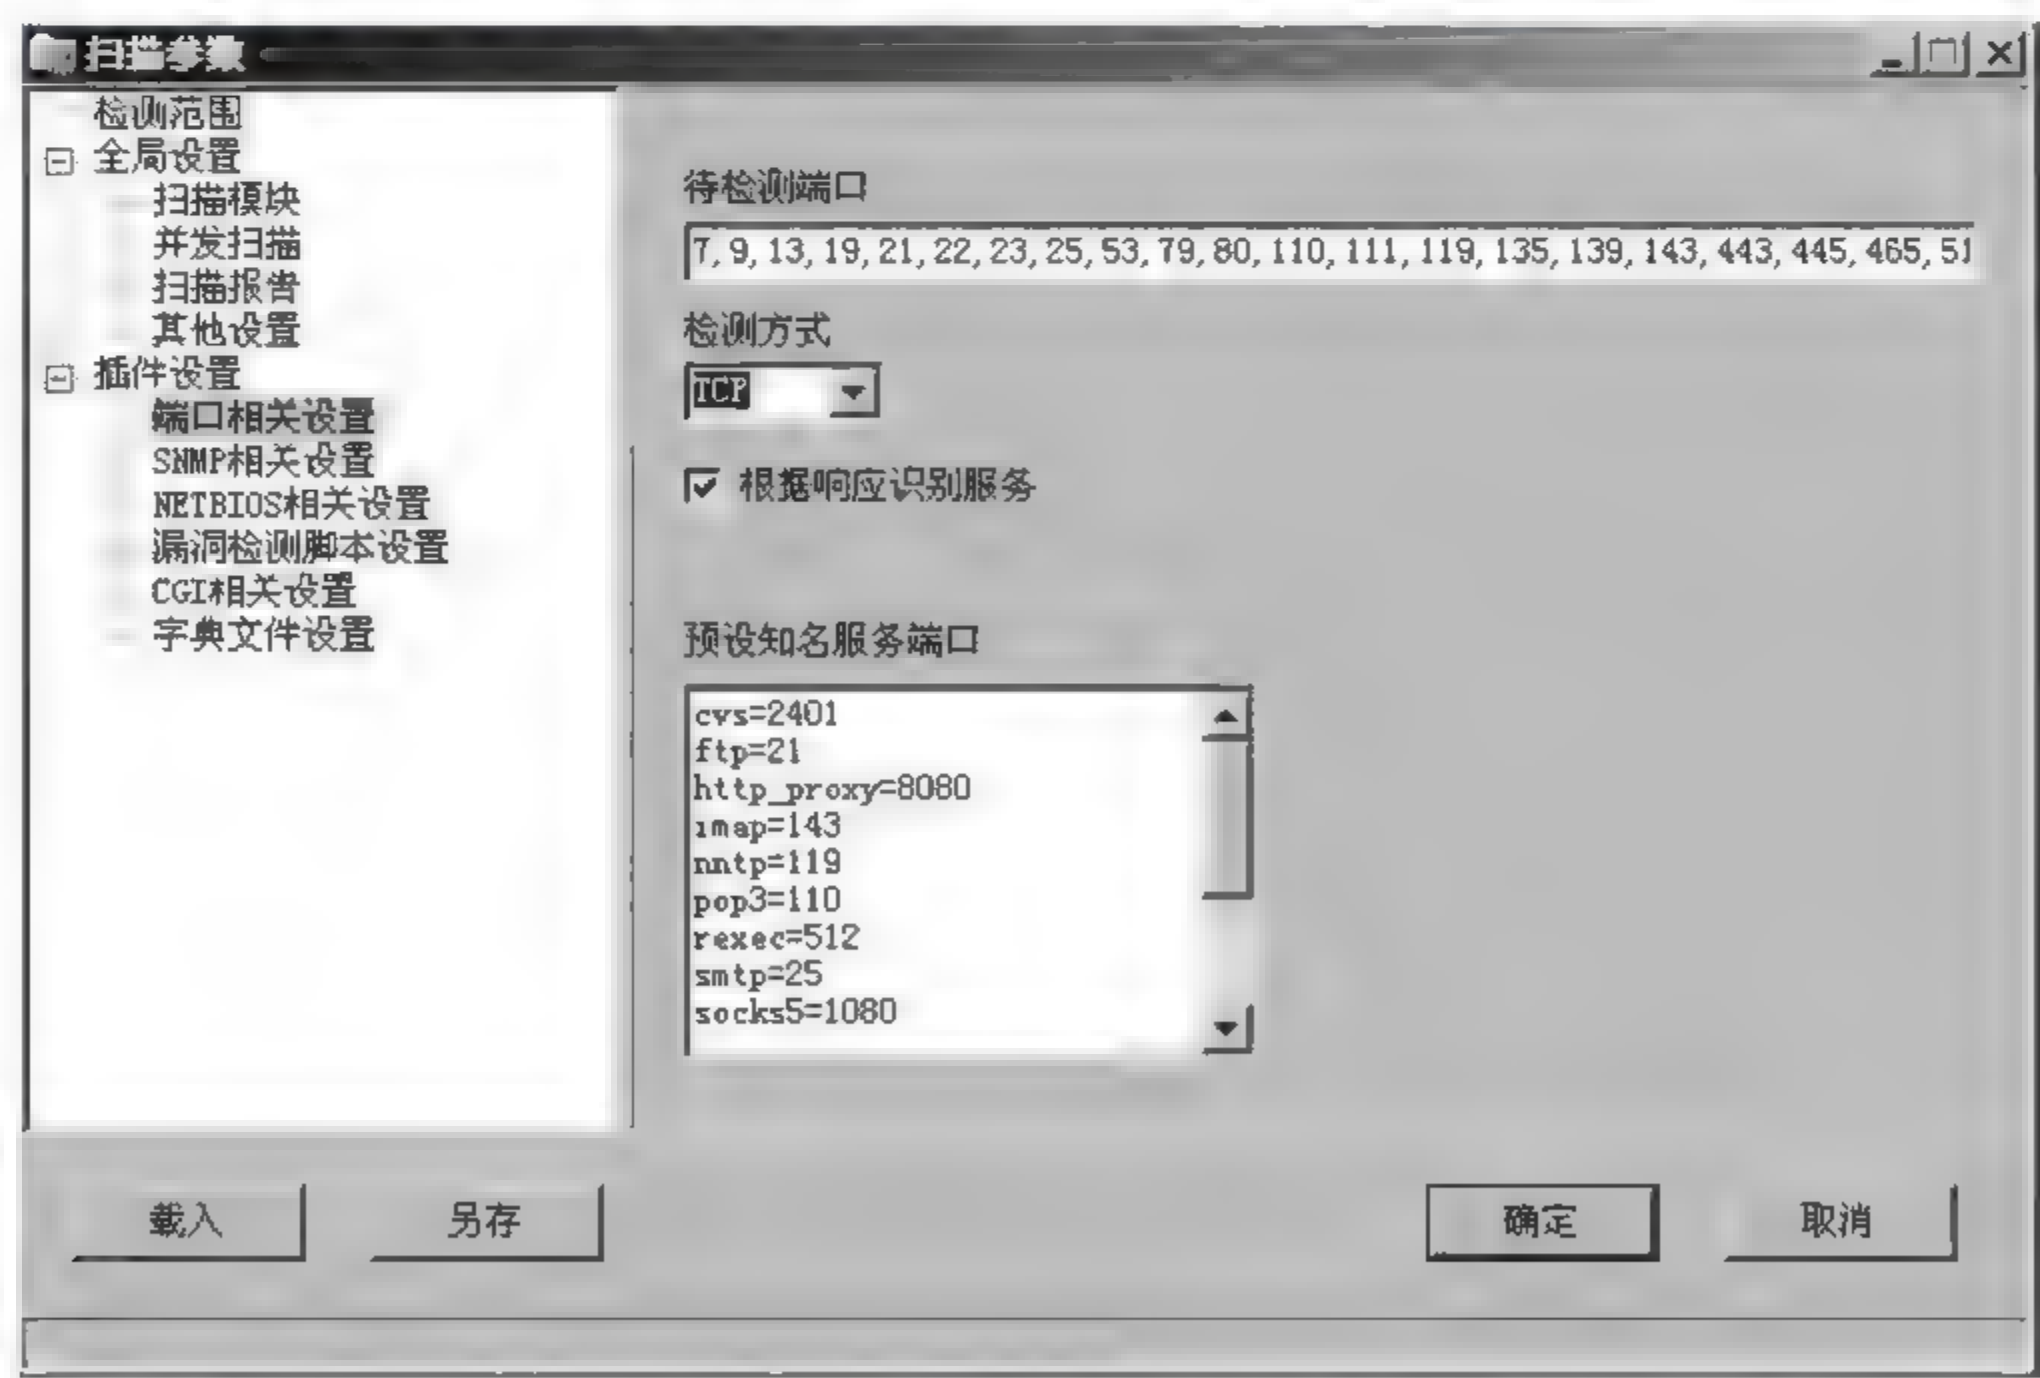 扫描参数
检测范围
全局设置
扫描模块
并发扫描
扫描报告
其他设置
插件设置
端口相关设置
SNMP相关设置
NETBIOS相关设置
漏洞检测脚本设置
CGI相关设置
字典文件设置
待检测端口
7, 9, 13, 19, 21, 22, 23, 25, 53, 79, 80, 110, 111, 119, 135, 139, 143, 443, 445, 465, 51
检测方式
TCP
根据响应识别服务
预设知名服务端口
cvs=2401
ftp=21
http_proxy=8080
imap=143
nntp=119
pop3=110
rexec=512
smtp=25
socks5=1080
载入
另存
确定
取消